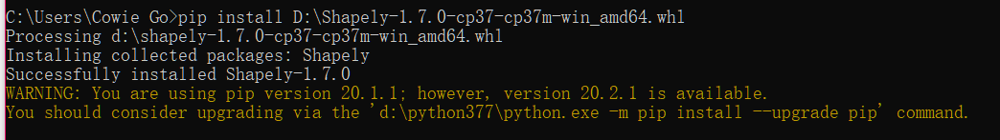 C:\Users\Cowie Go>pip install D:\Shapely-1.7.0-cp37-cp37m-win_amd64.whl
Processing d:\shapely-1.7.0-cp37-cp37m-win_amd64.whl
Installing collected packages: Shapely
Successfully installed Shapely-1.7.0
WARNING: You are using pip version 20.1.1; however, version 20.2.1 is available.
You should consider upgrading via the 'd:\python377\python.exe -m pip install --upgrade pip' command.